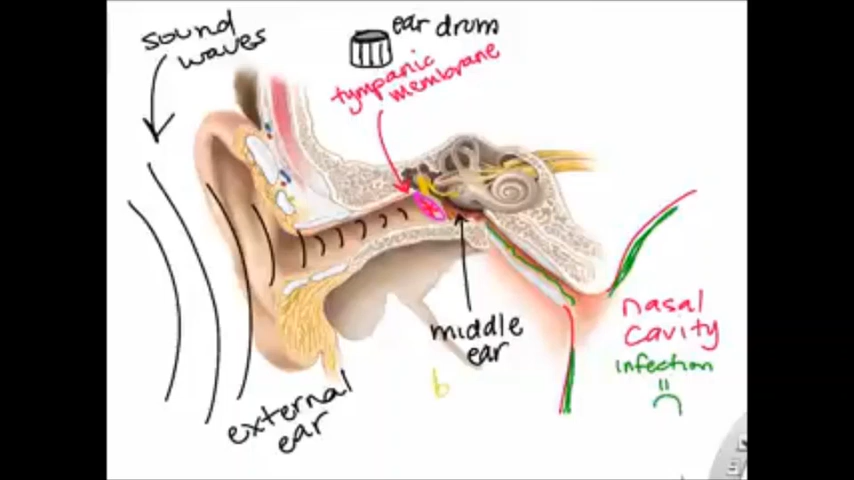 sound
waves
ear drum
tympanic
membrane
middle
ear
nasal
cavity
infection
external
ear
b